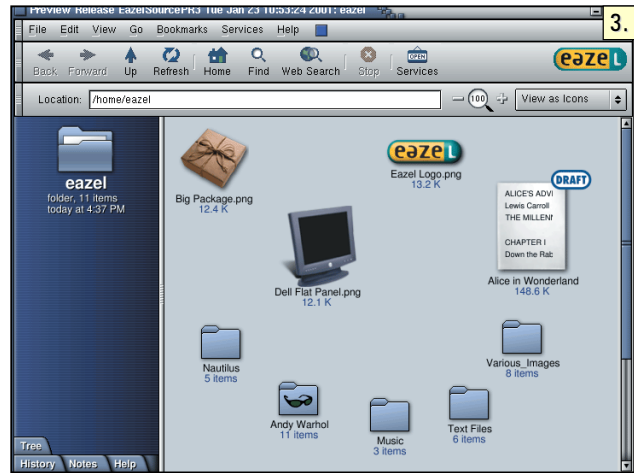 Preview Release EazelSourcePR3 Tue Jan 23 10:53:24 2001: eazel
3.
File Edit View Go Bookmarks Services Help
Back Forward Up Refresh Home Find Web Search Stop OPEN Services
eazel
Location: /home/eazel 100 View as Icons
eazel
folder, 11 items
today at 4:37 PM
Big Package.png
12.4 K
eazel
Eazel Logo.png
13.2 K
DRAFT
ALICE'S ADVI
Lewis Carroll
THE MILLENI
CHAPTER I
Down the Rab
Alice in Wonderland
148.6 K
Dell Flat Panel.png
12.1 K
Nautilus
5 items
Various_Images
8 items
Andy Warhol
11 items
Music
3 items
Text Files
6 items
Tree
History Notes Help